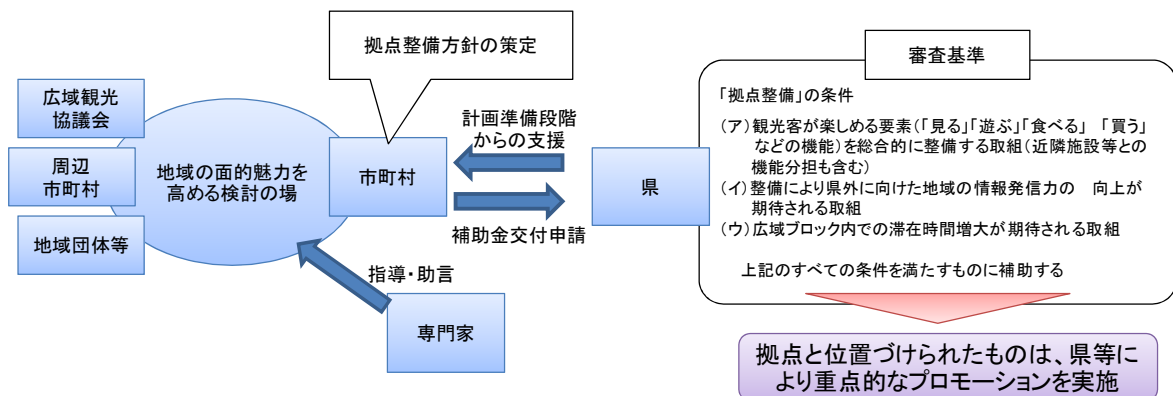 拠点整備方針の策定
広域観光
協議会
周辺
市町村
地域団体等
地域の面的魅力を
高める検討の場
市町村
計画準備段階
からの支援
補助金交付申請
指導・助言
専門家
県
審査基準
「拠点整備」の条件
(ア)観光客が楽しめる要素(「見る」「遊ぶ」「食べる」 「買う」
などの機能)を総合的に整備する取組(近隣施設等との
機能分担も含む)
(イ)整備により県外に向けた地域の情報発信力の 向上が
期待される取組
(ウ)広域ブロック内での滞在時間増大が期待される取組
上記のすべての条件を満たすものに補助する
拠点と位置づけられたものは、県等に
より重点的なプロモーションを実施